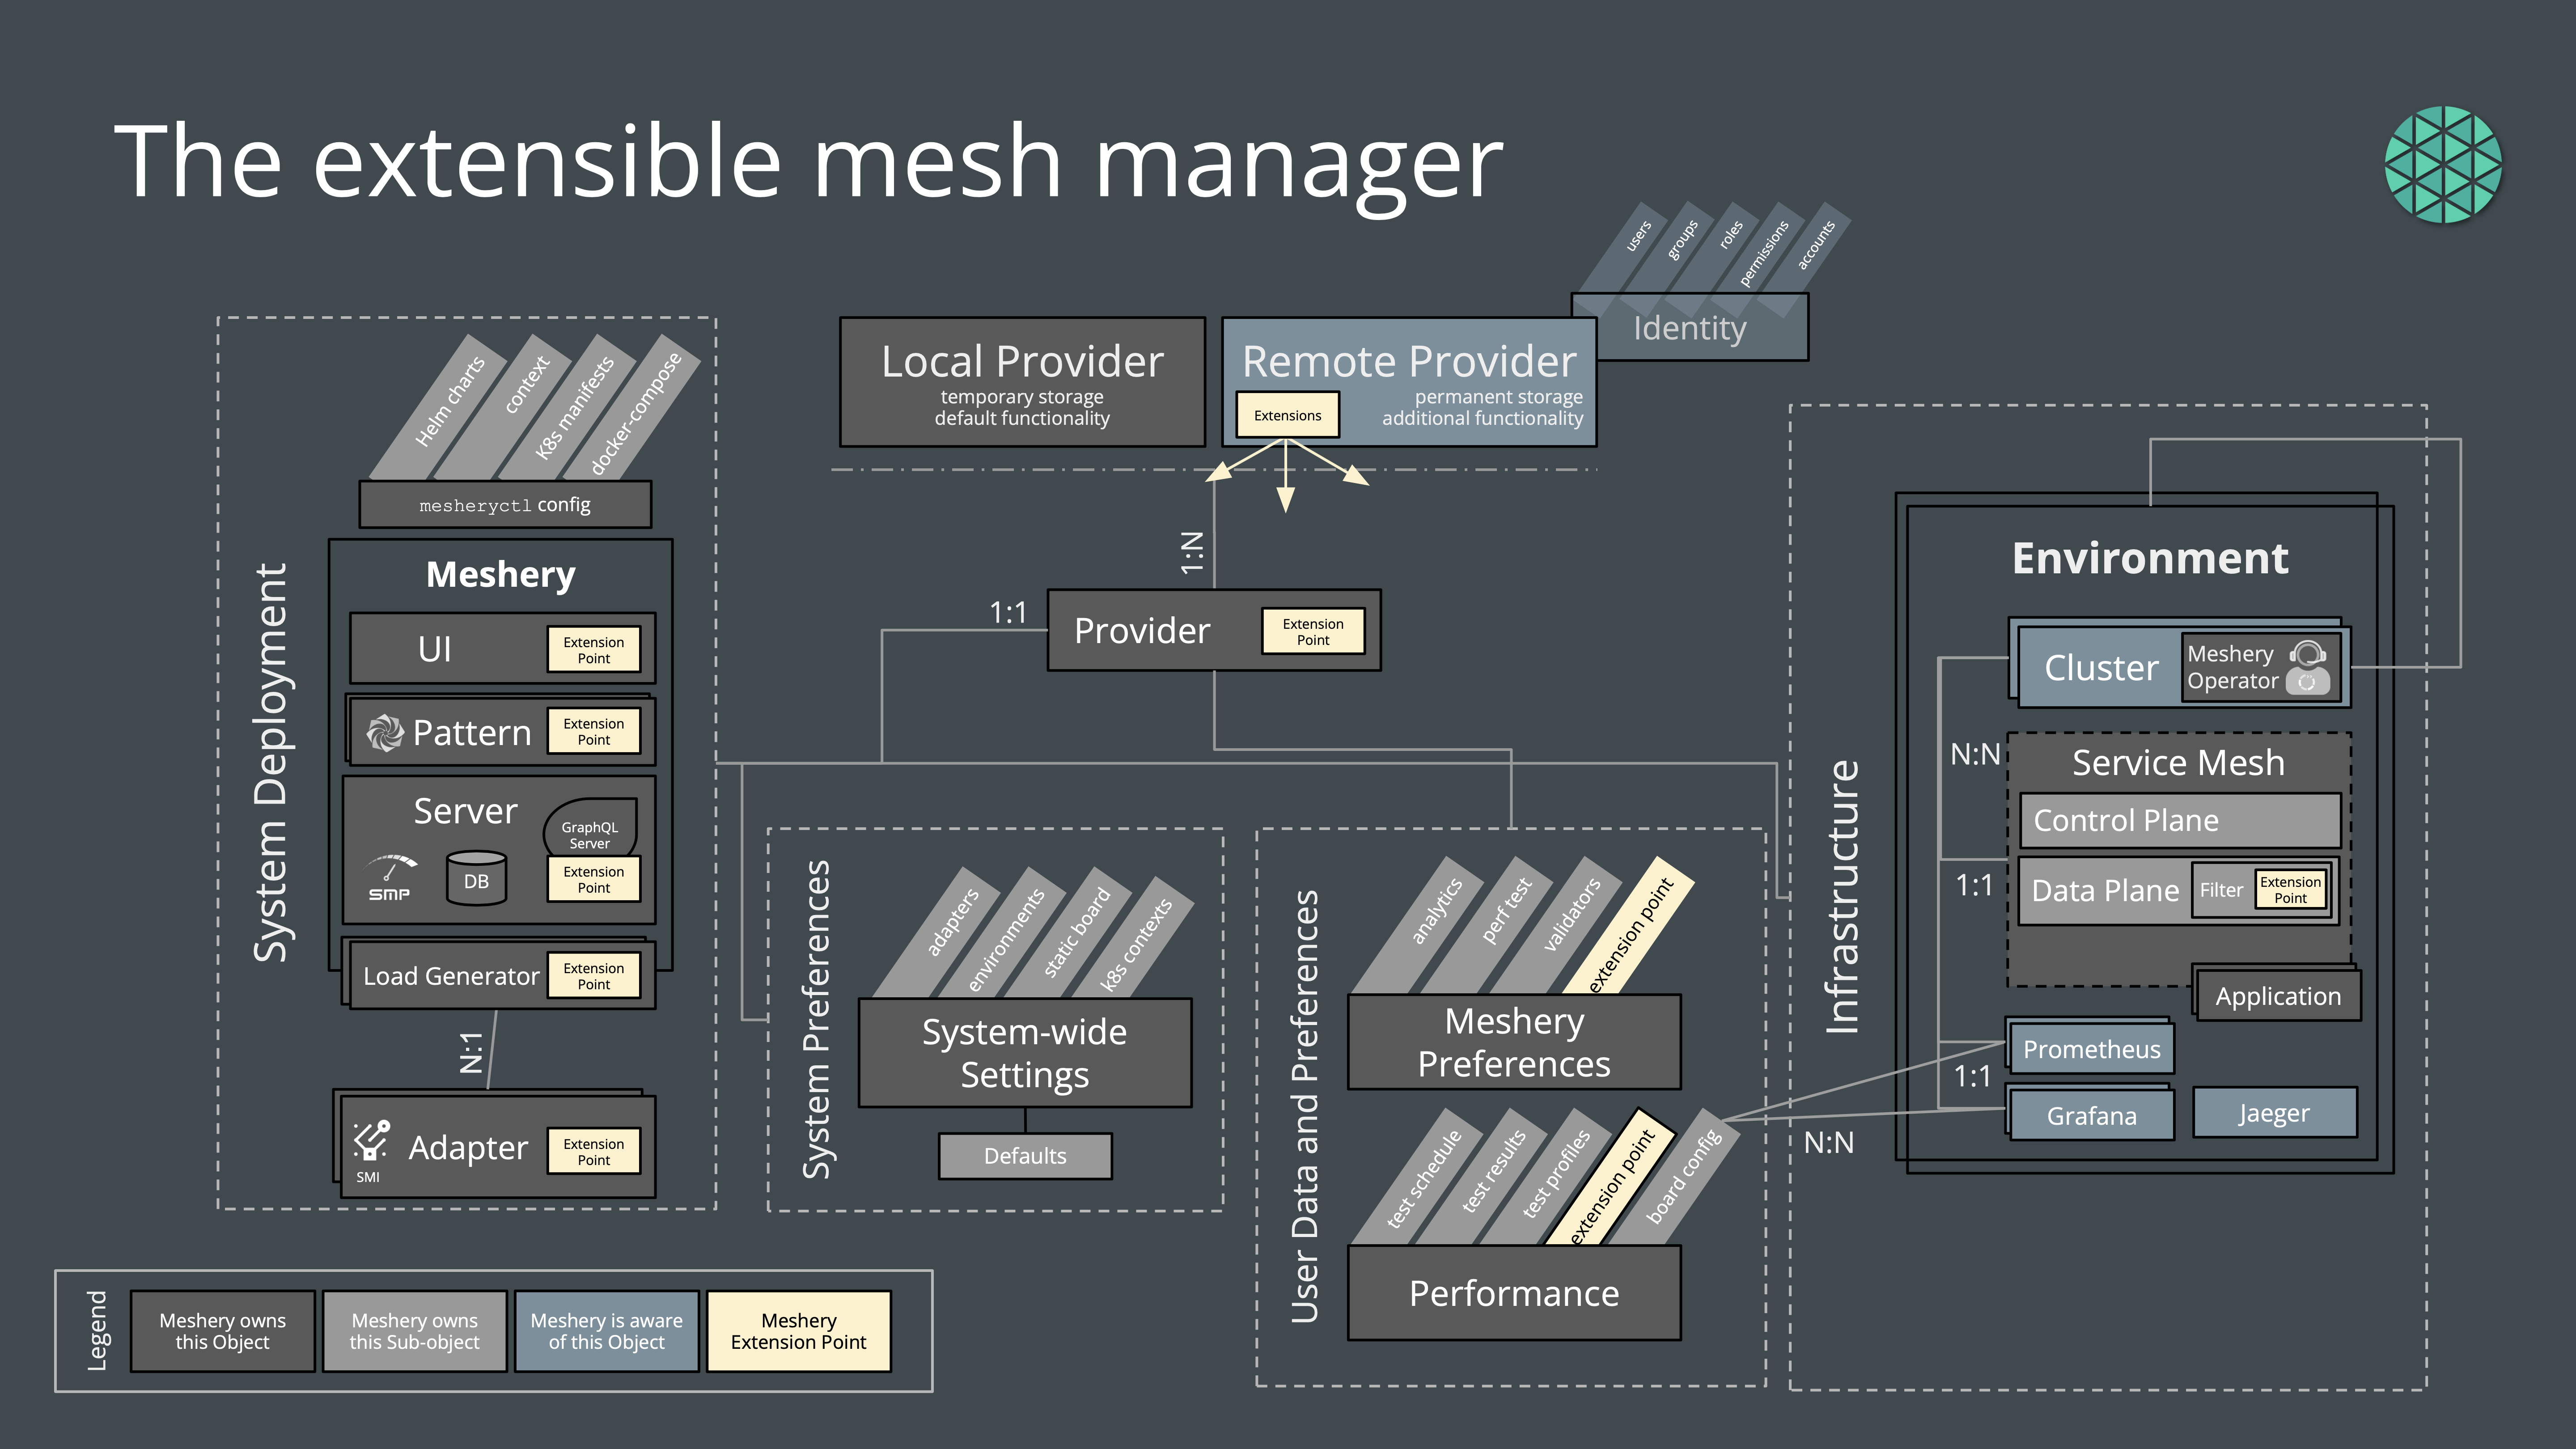 The extensible mesh manager
users
groups
roles
permissions
accounts
Identity
Local Provider
temporary storage
default functionality
Remote Provider
Extensions
permanent storage
additional functionality
1:N
1:1
Provider
Extension
Point
System Deployment
Helm charts
context
K8s manifests
docker-compose
mesheryctl config
Meshery
UI
Extension
Point
Pattern
Extension
Point
Server
GraphQL
Server
SMP
DB
Extension
Point
Load Generator
Extension
Point
N:1
SMI
Adapter
Extension
Point
System Preferences
adapters
environments
static board
k8s contexts
System-wide
Settings
Defaults
User Data and Preferences
analytics
perf test
validators
extension point
Meshery
Preferences
test schedule
test results
test profiles
extension point
board config
Performance
Infrastructure
Environment
Cluster
Meshery
Operator
N:N
Service Mesh
Control Plane
1:1
Data Plane
Filter
Extension
Point
Application
Prometheus
1:1
Grafana
Jaeger
N:N
Legend
Meshery owns
this Object
Meshery owns
this Sub-object
Meshery is aware
of this Object
Meshery
Extension Point